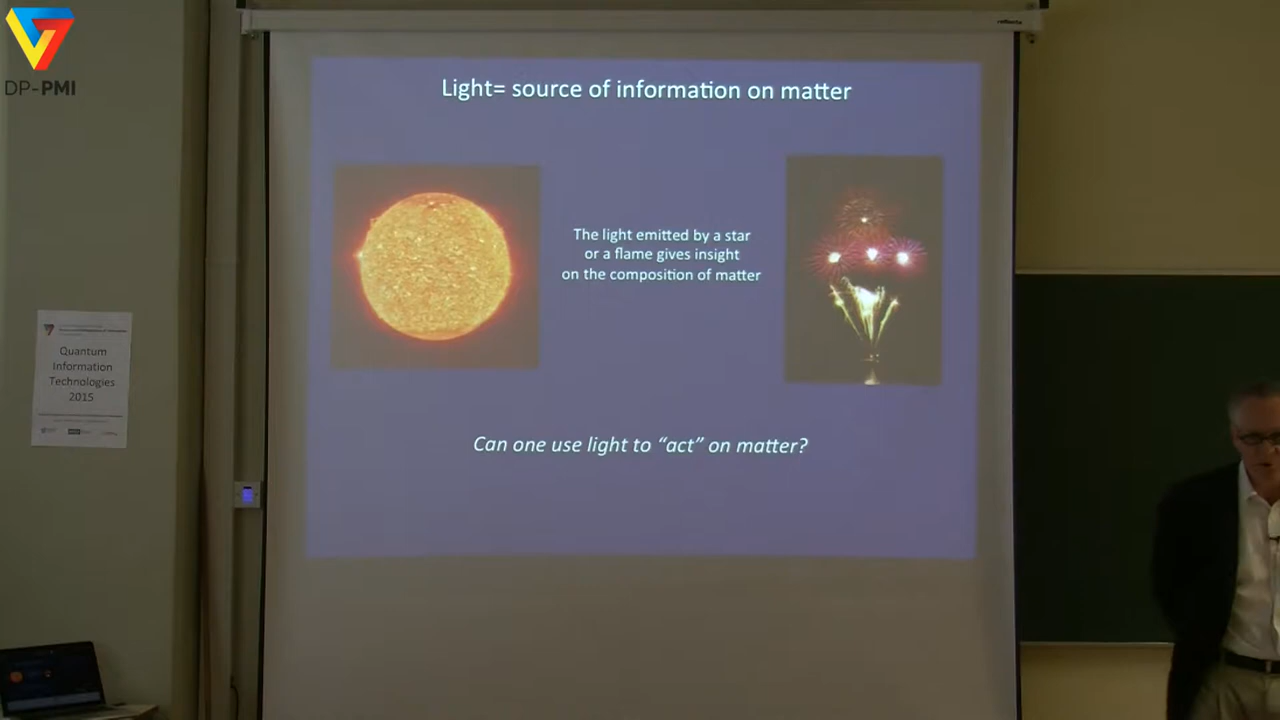 DP-PMI
reflecta
Light= source of information on matter
The light emitted by a star
or a flame gives insight
on the composition of matter
Can one use light to “act” on matter?
Quantum
Information
Technologies
2015